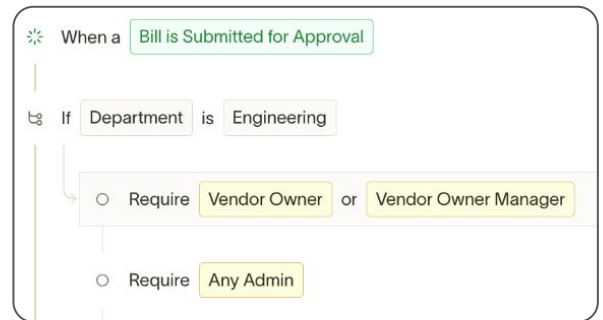 When a Bill is Submitted for Approval
If Department is Engineering
Require Vendor Owner or Vendor Owner Manager
Require Any Admin